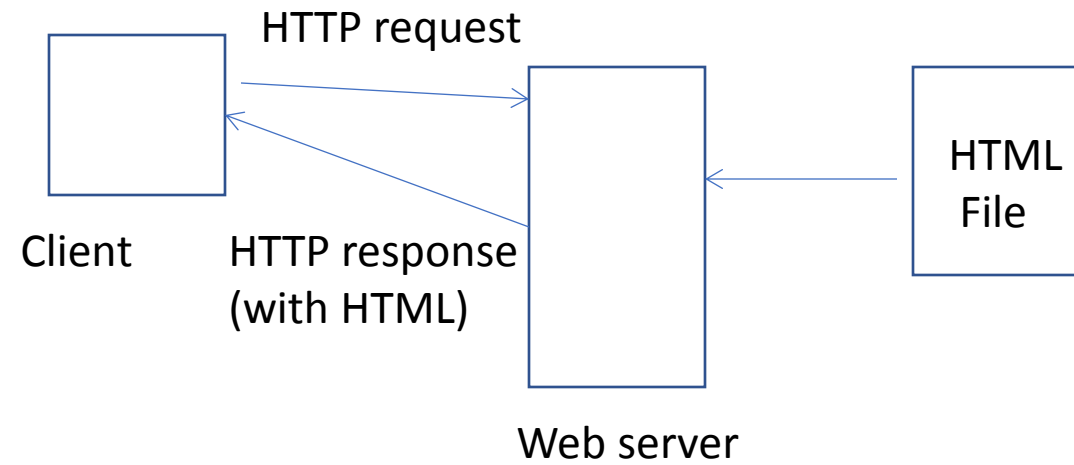 HTTP request
HTML
File
Client
HTTP response
(with HTML)
Web server